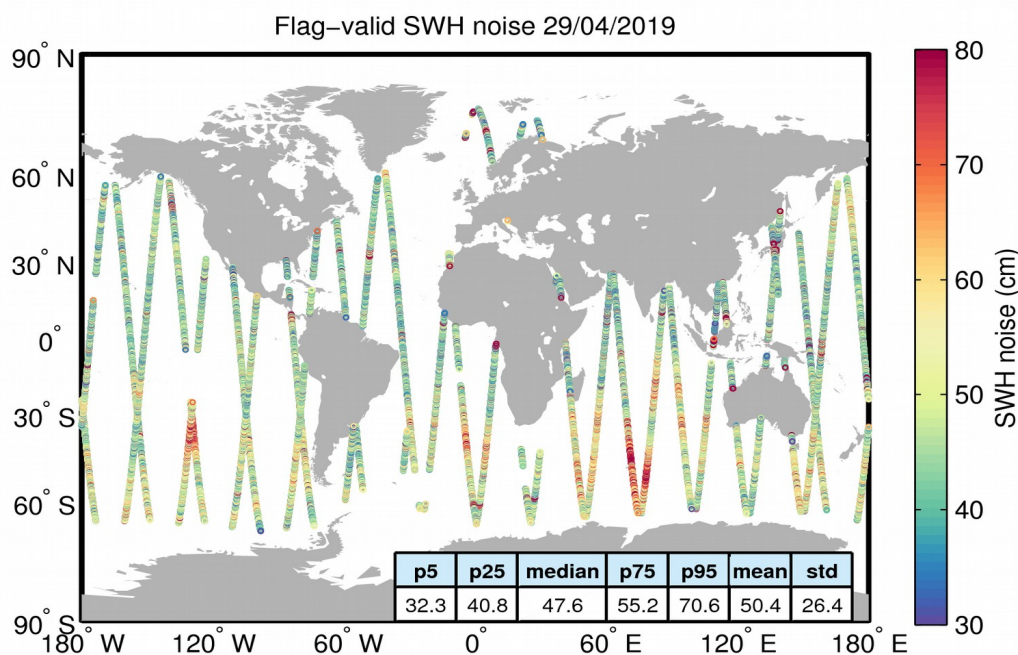 Flag−valid SWH noise 29/04/2019
90° N
60° N
30° N
0°
30° S
60° S
90° S
180° W
120° W
60° W
0°
60° E
120° E
180° E
80
70
60
50
40
30
SWH noise (cm)
p5 p25 median p75 p95 mean std
32.3 40.8 47.6 55.2 70.6 50.4 26.4